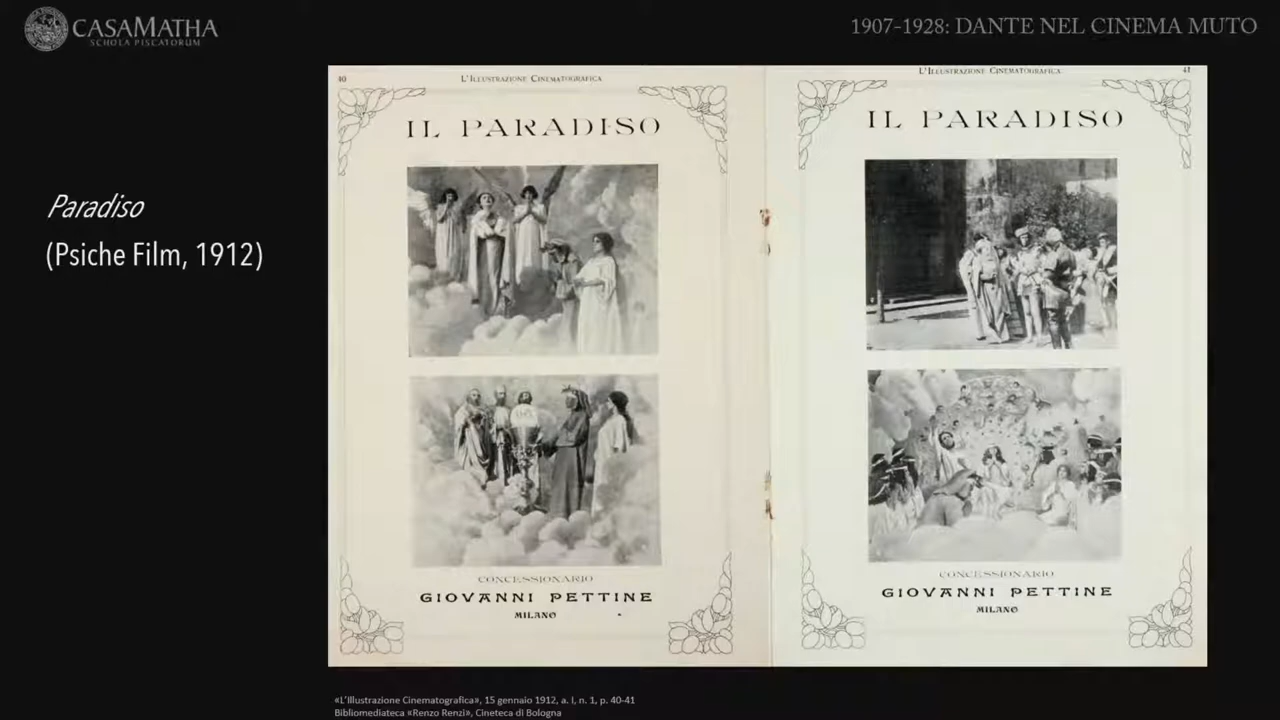 CASAMATHA
SCHOLA PISCATORUM
1907-1928: DANTE NEL CINEMA MUTO
Paradiso
(Psiche Film, 1912)
40
L'ILLUSTRAZIONE CINEMATOGRAFICA
IL PARADISO
CONCESSIONARIO
GIOVANNI PETTINE
MILANO
L'ILLUSTRAZIONE CINEMATOGRAFICA
41
IL PARADISO
CONCESSIONARIO
GIOVANNI PETTINE
MILANO
«L'Illustrazione Cinematografica», 15 gennaio 1912, a. I, n. 1, p. 40-41
Bibliomediateca «Renzo Renzi», Cineteca di Bologna